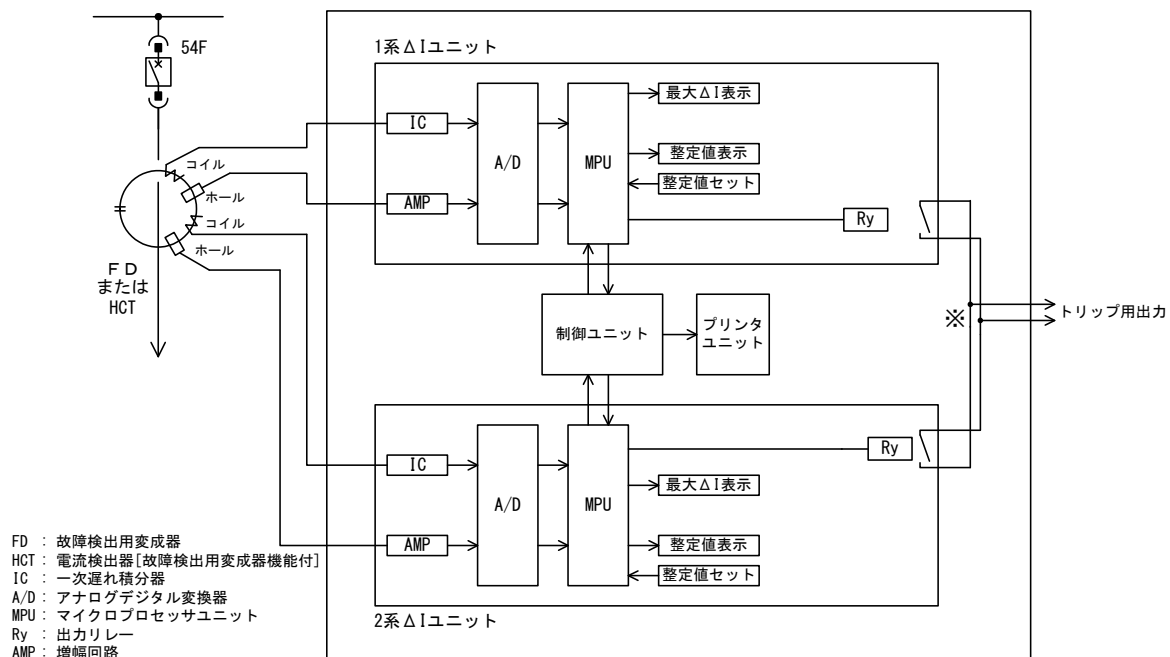 54F
コイル
ホール
コイル
ホール
FD
または
HCT
1系ΔIユニット
IC
AMP
A/D
MPU
最大ΔI表示
整定値表示
整定値セット
Ry
制御ユニット
プリンタ
ユニット
※
トリップ用出力
IC
AMP
A/D
MPU
Ry
最大ΔI表示
整定値表示
整定値セット
2系ΔIユニット
FD : 故障検出用変成器
HCT : 電流検出器[故障検出用変成器機能付]
IC : 一次遅れ積分器
A/D : アナログデジタル変換器
MPU : マイクロプロセッサユニット
Ry : 出力リレー
AMP : 増幅回路